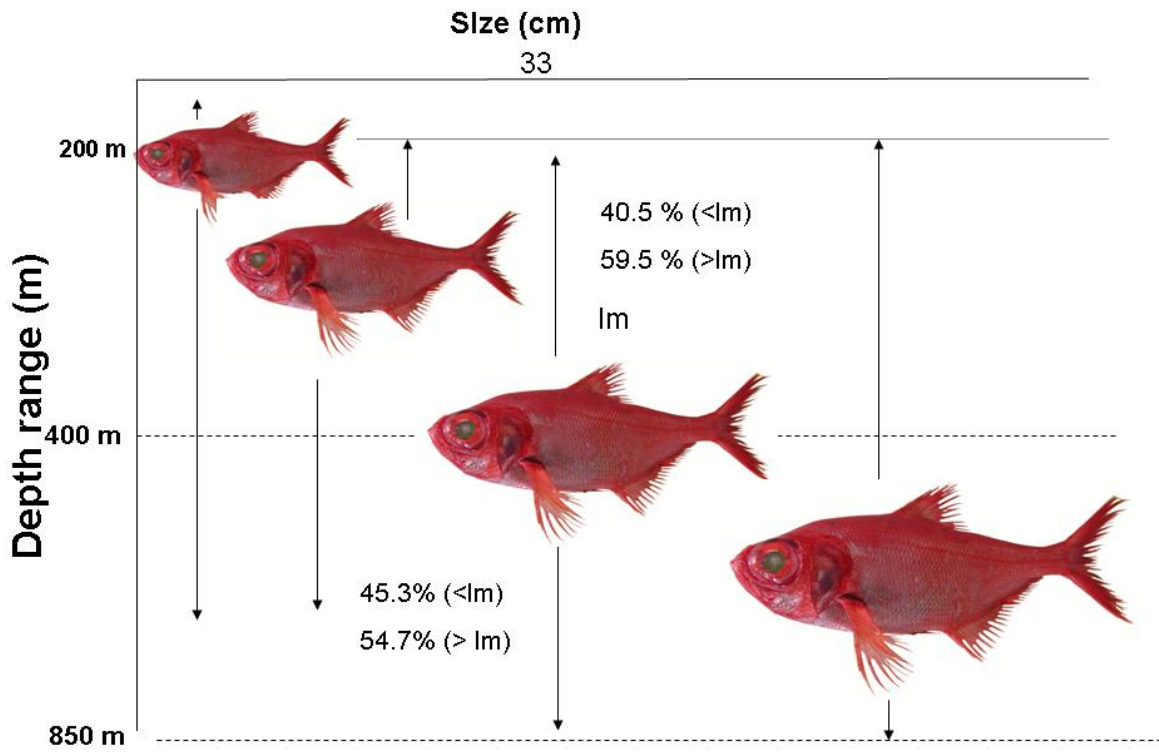 SIze (cm)
33
200 m
40.5 % (<lm)
59.5 % (>lm)
lm
Depth range (m)
400 m
45.3% (<lm)
54.7% (> lm)
850 m